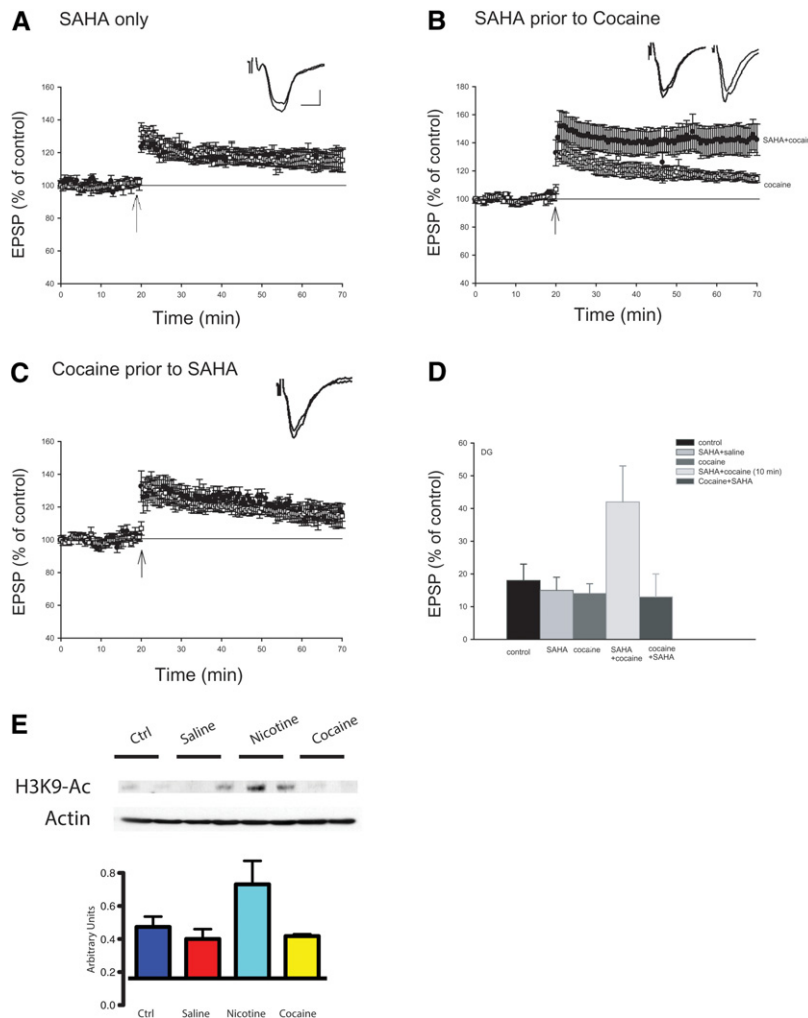 A SAHA only
EPSP (% of control)
160
140
120
100
80
60
40
0 10 20 30 40 50 60 70
Time (min)
B SAHA prior to Cocaine
EPSP (% of control)
180
160
140
120
100
80
60
40
SAHA+cocai
cocaine
0 10 20 30 40 50 60 70
Time (min)
C Cocaine prior to SAHA
EPSP (% of control)
160
140
120
100
80
60
40
0 10 20 30 40 50 60 70
Time (min)
D
EPSP (% of control)
60
50
40
30
20
10
0
DG
control
SAHA+saline
cocaine
SAHA+cocaine (10 min)
Cocaine+SAHA
control SAHA cocaine SAHA +cocaine cocaine +SAHA
E
Ctrl Saline Nicotine Cocaine
H3K9-Ac
Actin
Arbitrary Units
0.8
0.6
0.4
0.2
0.0
Ctrl Saline Nicotine Cocaine